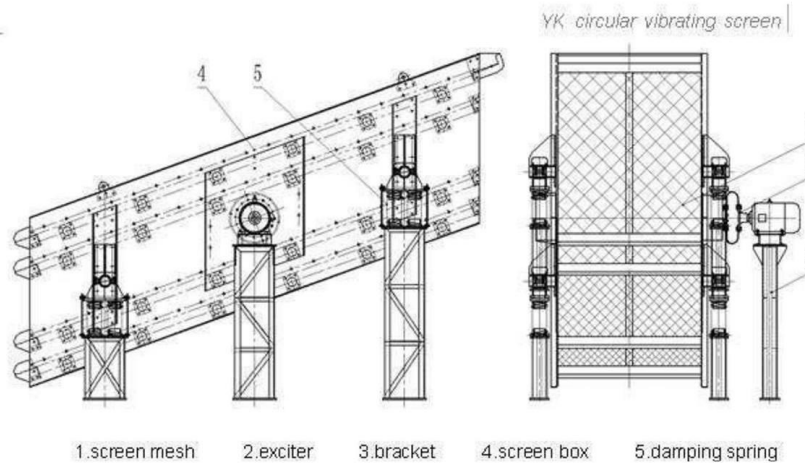 YK circular vibrating screen
4
5
1.screen mesh 2.exciter 3.bracket 4.screen box 5.damping spring